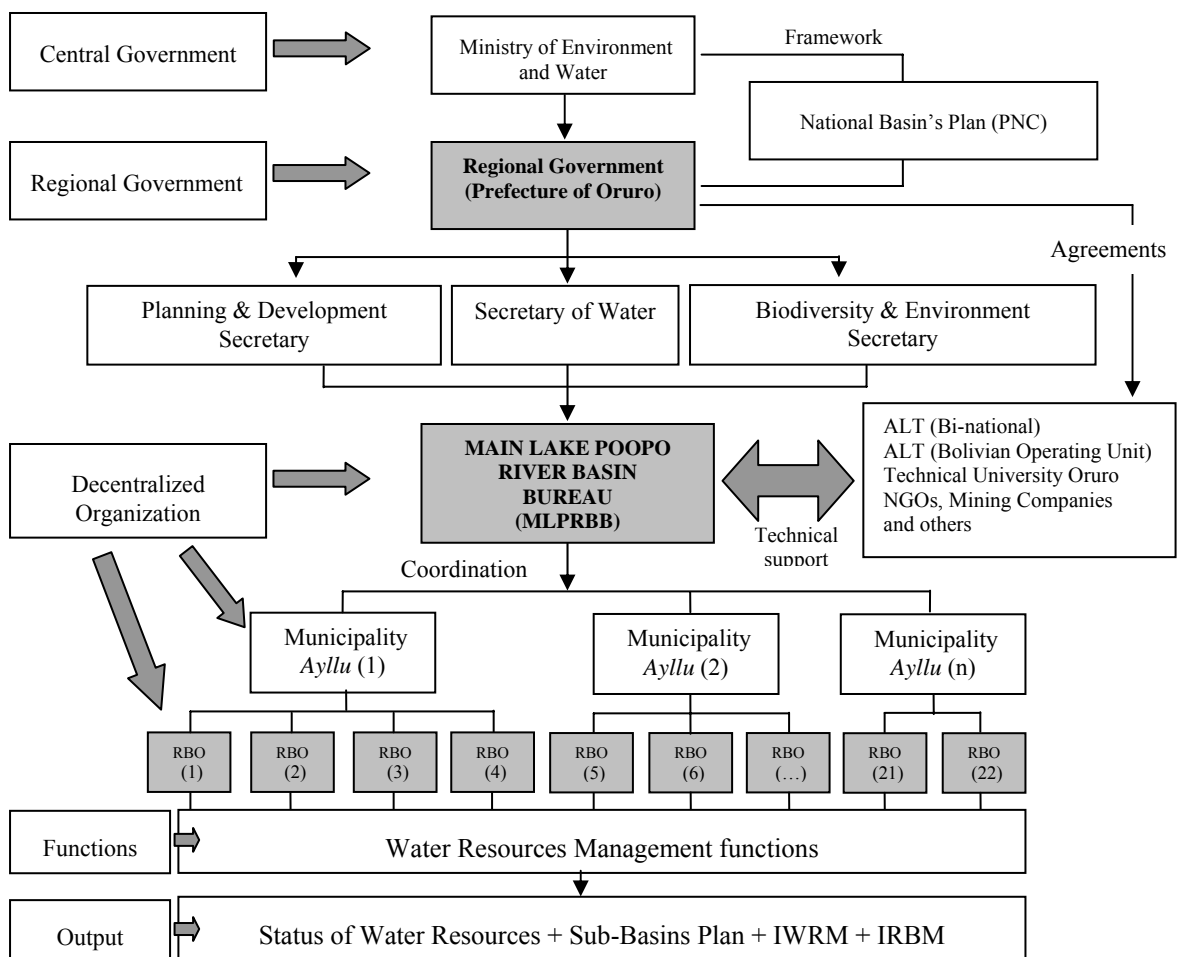 Central Government
Ministry of Environment
and Water
Framework
National Basin's Plan (PNC)
Regional Government
Regional Government
(Prefecture of Oruro)
Agreements
Planning & Development
Secretary
Secretary of Water
Biodiversity & Environment
Secretary
Decentralized
Organization
MAIN LAKE POOPO
RIVER BASIN
BUREAU
(MLPRBB)
Technical
support
ALT (Bi-national)
ALT (Bolivian Operating Unit)
Technical University Oruro
NGOs, Mining Companies
and others
Coordination
Municipality
Ayllu (1)
Municipality
Ayllu (2)
Municipality
Ayllu (n)
RBO
(1)
RBO
(2)
RBO
(3)
RBO
(4)
RBO
(5)
RBO
(6)
RBO
(…)
RBO
(21)
RBO
(22)
Functions
Water Resources Management functions
Output
Status of Water Resources + Sub-Basins Plan + IWRM + IRBM